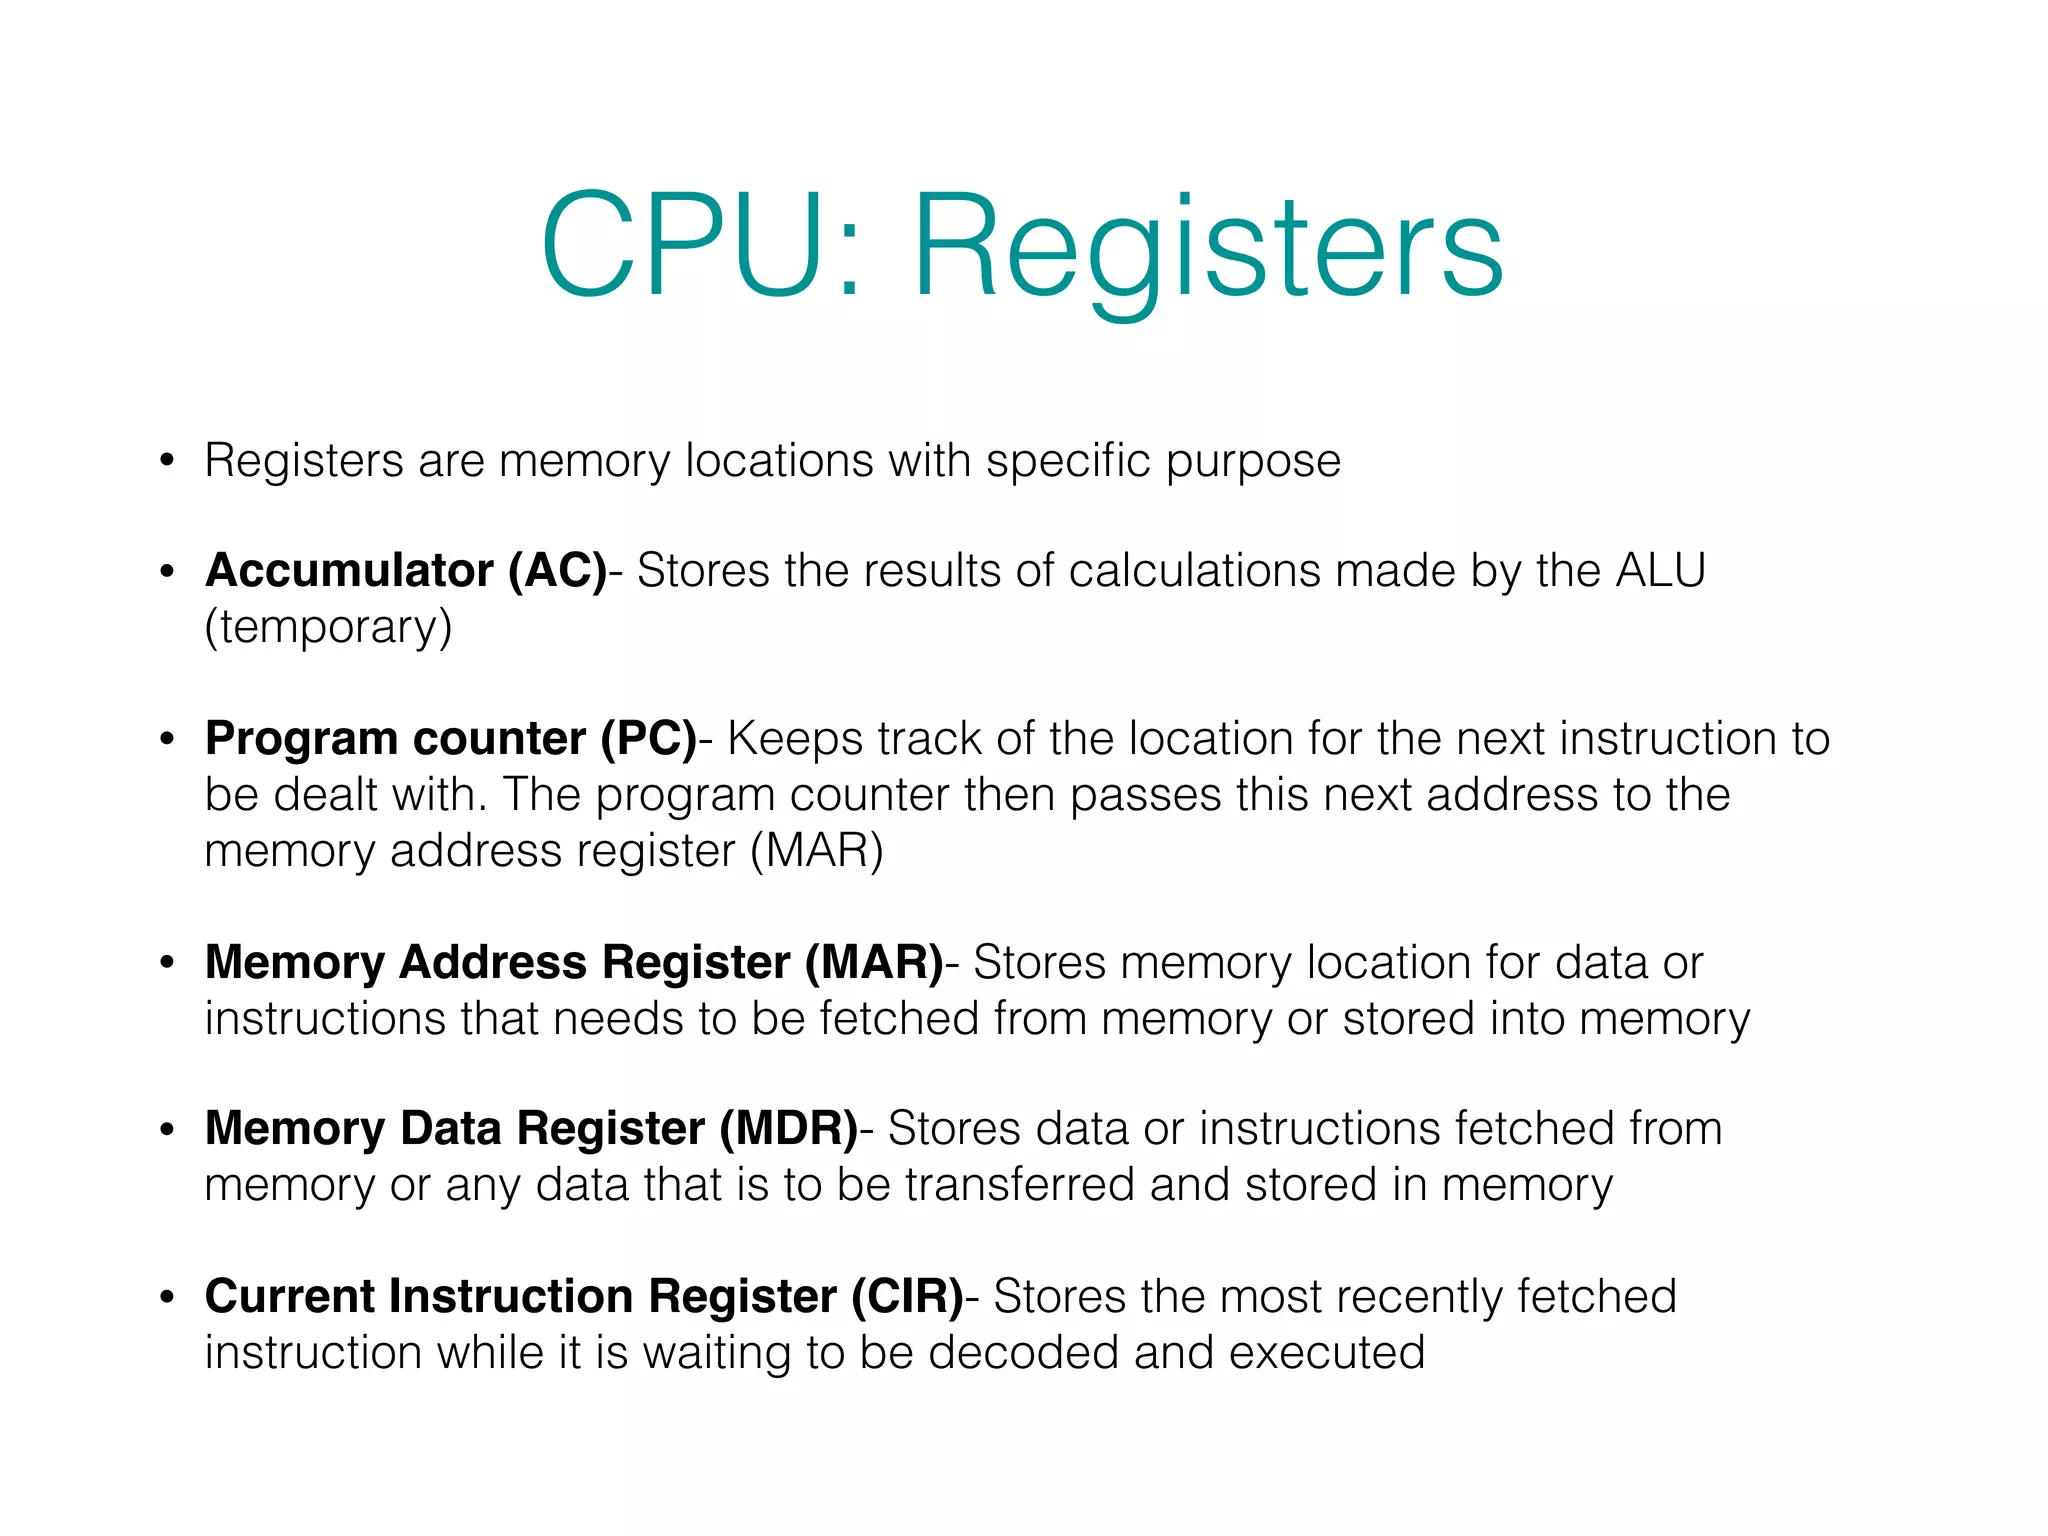 CPU: Registers
• Registers are memory locations with specific purpose
• Accumulator (AC)- Stores the results of calculations made by the ALU
(temporary)
• Program counter (PC)- Keeps track of the location for the next instruction to
be dealt with. The program counter then passes this next address to the
memory address register (MAR)
• Memory Address Register (MAR)- Stores memory location for data or
instructions that needs to be fetched from memory or stored into memory
• Memory Data Register (MDR)- Stores data or instructions fetched from
memory or any data that is to be transferred and stored in memory
• Current Instruction Register (CIR)- Stores the most recently fetched
instruction while it is waiting to be decoded and executed